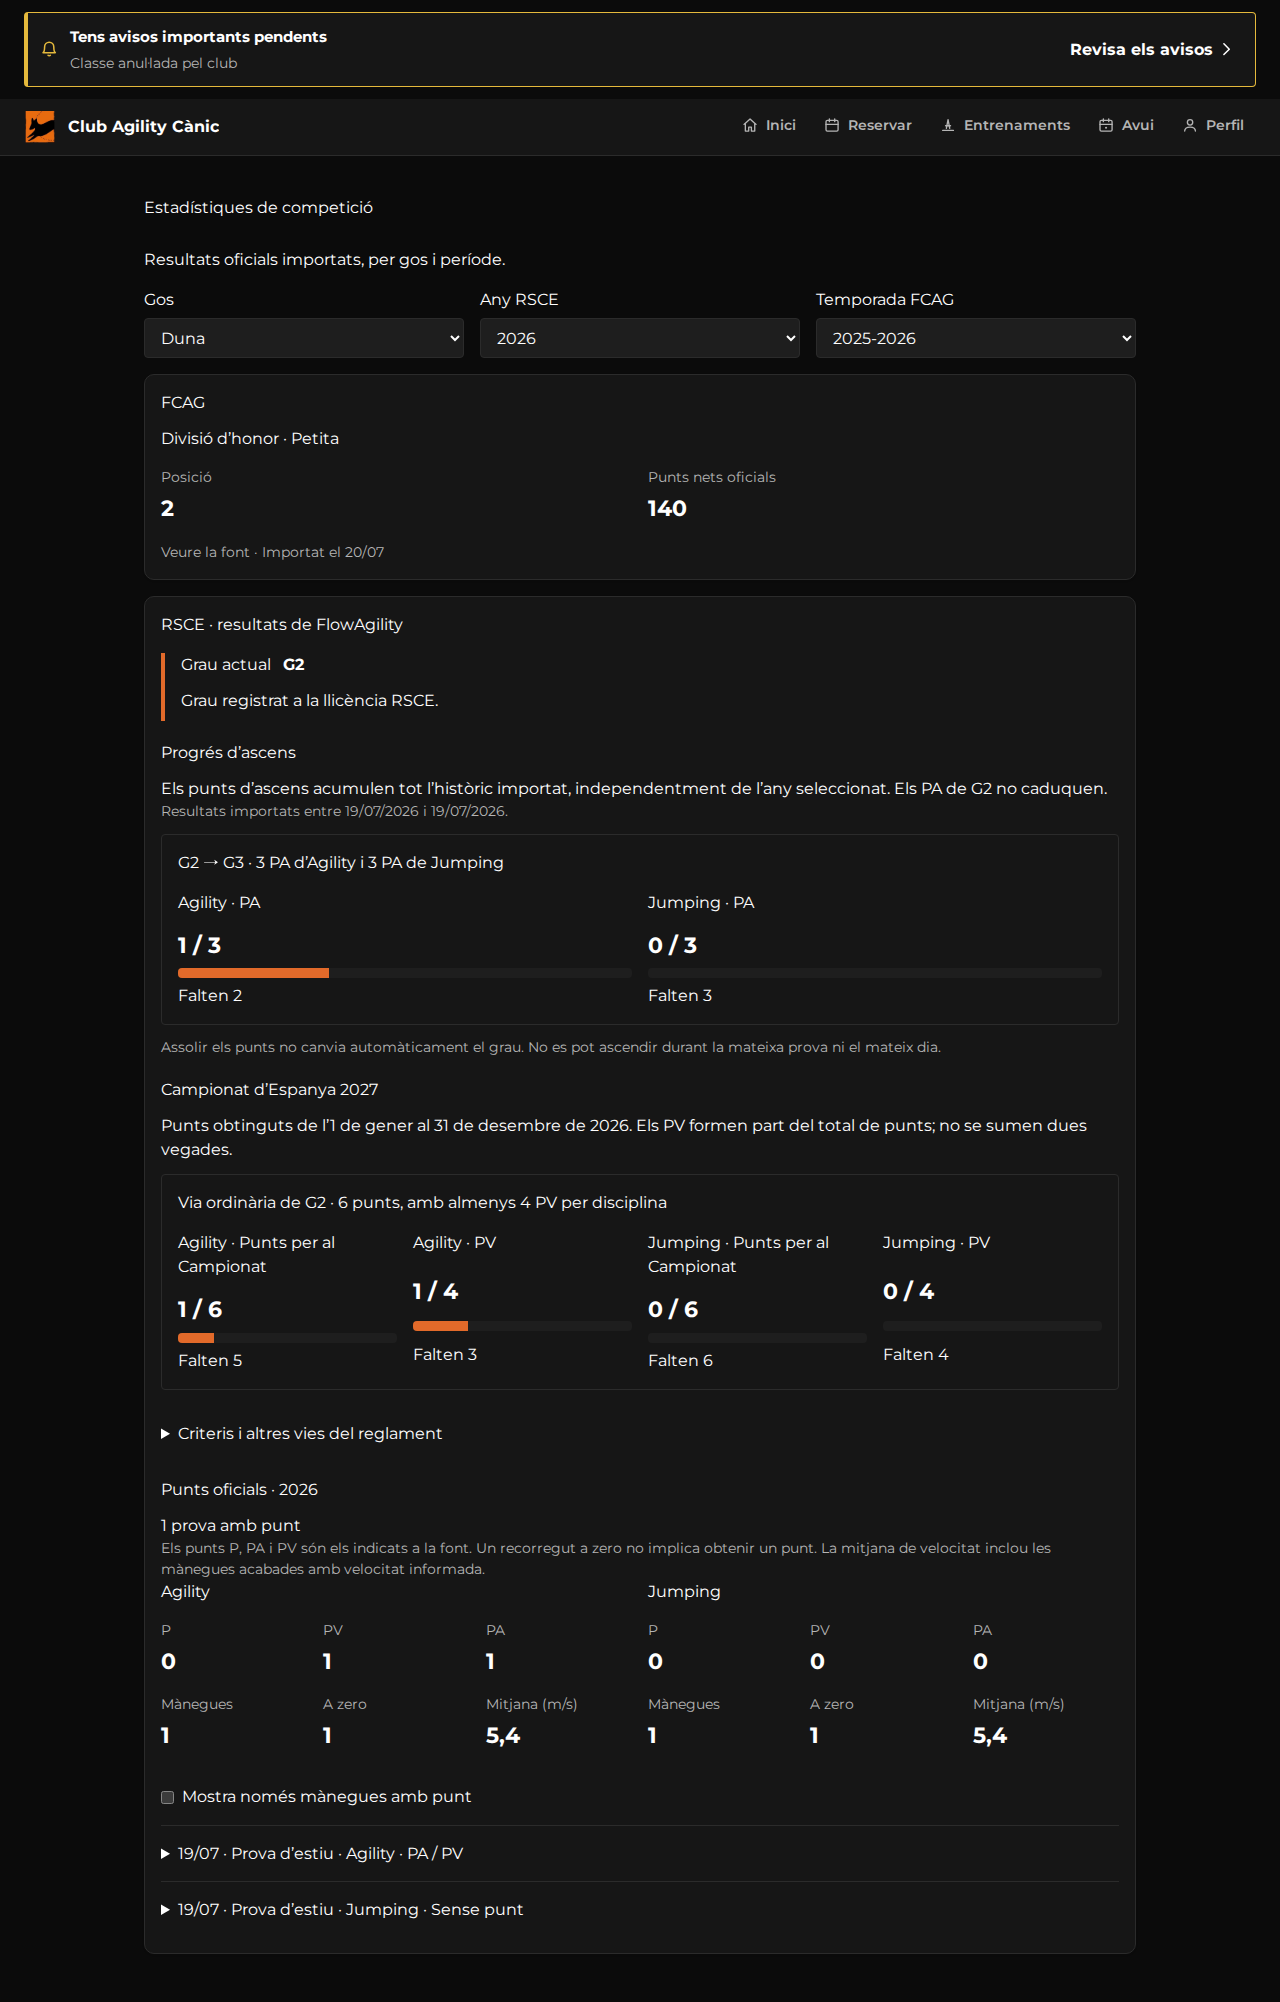 Tens avisos importants pendents
Classe anul·lada pel club
Revisa els avisos
Club Agility Cànic
Inici
Reservar
Entrenaments
Avui
Perfil
Estadístiques de competició
Resultats oficials importats, per gos i període.
Gos
Any RSCE
Temporada FCAG
Duna
2026
2025-2026
FCAG
Divisió d’honor · Petita
Posició
Punts nets oficials
2
140
Veure la font · Importat el 20/07
RSCE · resultats de FlowAgility
Grau actual G2
Grau registrat a la llicència RSCE.
Progrés d’ascens
Els punts d’ascens acumulen tot l’històric importat, independentment de l’any seleccionat. Els PA de G2 no caduquen.
Resultats importats entre 19/07/2026 i 19/07/2026.
G2 → G3 · 3 PA d’Agility i 3 PA de Jumping
Agility · PA
Jumping · PA
1 / 3
0 / 3
Falten 2
Falten 3
Assolir els punts no canvia automàticament el grau. No es pot ascendir durant la mateixa prova ni el mateix dia.
Campionat d’Espanya 2027
Punts obtinguts de l’1 de gener al 31 de desembre de 2026. Els PV formen part del total de punts; no se sumen dues
vegades.
Via ordinària de G2 · 6 punts, amb almenys 4 PV per disciplina
Agility · Punts per al
Campionat
1 / 6
Falten 5
Agility · PV
1 / 4
Falten 3
Jumping · Punts per al
Campionat
0 / 6
Falten 6
Jumping · PV
0 / 4
Falten 4
Criteris i altres vies del reglament
Punts oficials · 2026
1 prova amb punt
Els punts P, PA i PV són els indicats a la font. Un recorregut a zero no implica obtenir un punt. La mitjana de velocitat inclou les
mànegues acabades amb velocitat informada.
Agility
Jumping
P
PV
PA
P
PV
PA
0
1
1
0
0
0
Mànegues
A zero
Mitjana (m/s)
Mànegues
A zero
Mitjana (m/s)
1
1
5,4
1
1
5,4
Mostra només mànegues amb punt
19/07 · Prova d’estiu · Agility · PA / PV
19/07 · Prova d’estiu · Jumping · Sense punt